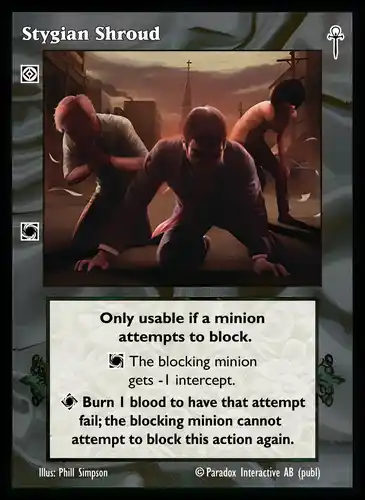 Stygian Shroud
Only usable if a minion
attempts to block.
The blocking minion
gets -1 intercept.
Burn 1 blood to have that attempt
fail; the blocking minion cannot
attempt to block this action again.
Illus: Phill Simpson
© Paradox Interactive AB (publ)